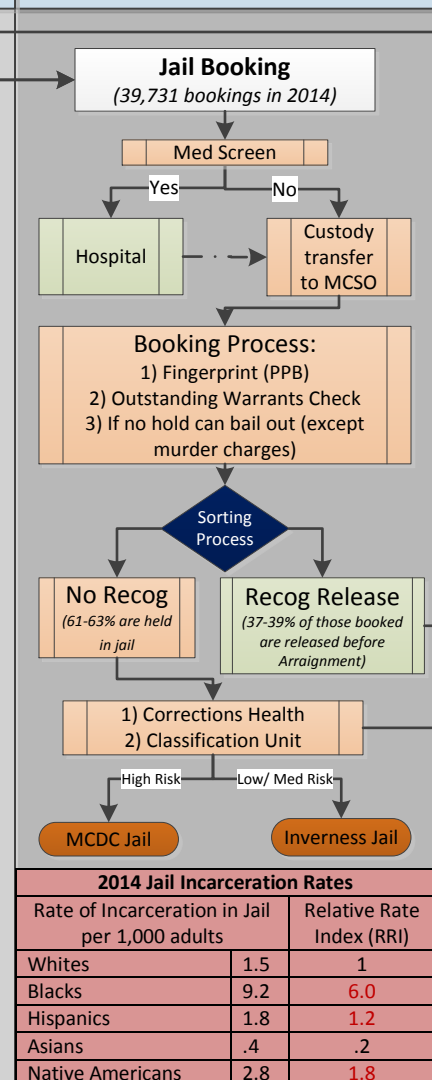 Jail Booking
(39,731 bookings in 2014)
Med Screen
Yes
No
Hospital
Custody
transfer
to MCSO
Booking Process:
1) Fingerprint (PPB)
2) Outstanding Warrants Check
3) If no hold can bail out (except
murder charges)
Sorting
Process
No Recog
(61-63% are held
in jail
Recog Release
(37-39% of those booked
are released before
Arraignment)
1) Corrections Health
2) Classification Unit
High Risk
Low/ Med Risk
MCDC Jail
Inverness Jail
2014 Jail Incarceration Rates
Rate of Incarceration in Jail
per 1,000 adults
Relative Rate
Index (RRI)
Whites 1.5 1
Blacks 9.2 6.0
Hispanics 1.8 1.2
Asians .4 .2
Native Americans 2.8 1.8